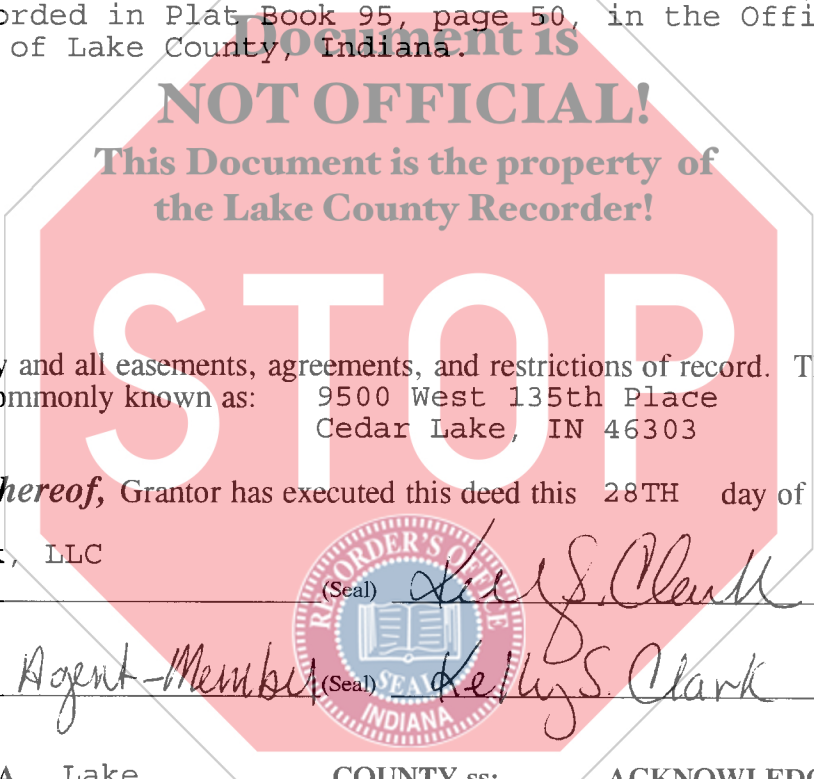 orded in Plat Book 95, page 50, in the Offi
of Lake County, Indiana.
Document is
NOT OFFICIAL!
This Document is the property of
the Lake County Recorder!
STOP
y and all easements, agreements, and restrictions of record. T
ommonly known as: 9500 West 135th Place
Cedar Lake, IN 46303
hereof, Grantor has executed this deed this 28TH day of
, LLC
(Seal) Kelly S. Clark
Agent-Member (Seal) Kelly S. Clark
RECORDER'S OFFICE
SEAL
INDIANA
A Lake COUNTY ss: ACKNOWLEDG